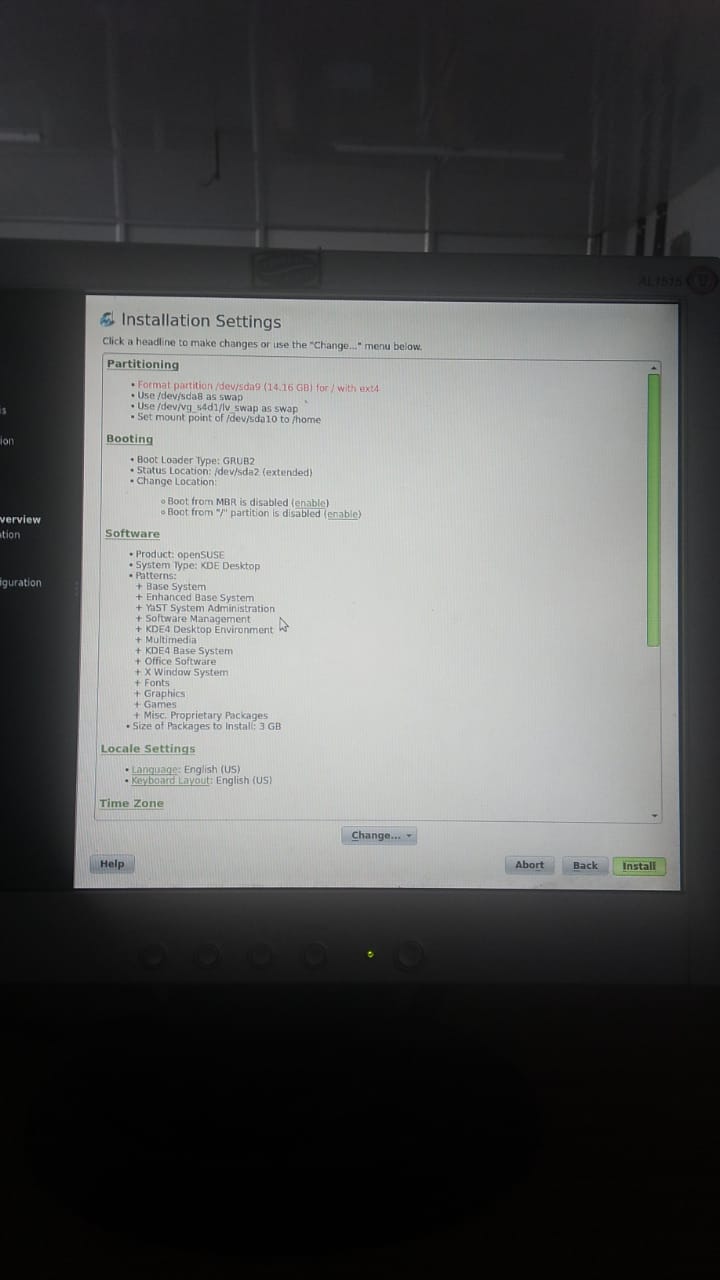 AL1515
Installation Settings
Click a headline to make changes or use the "Change..." menu below.
Partitioning
• Format partition /dev/sda9 (14.16 GB) for / with ext4
• Use /dev/sda8 as swap
• Use /dev/vg_s4d1/lv_swap as swap
• Set mount point of /dev/sda10 to /home
Booting
• Boot Loader Type: GRUB2
• Status Location: /dev/sda2 (extended)
• Change Location:
○ Boot from MBR is disabled (enable)
○ Boot from "/" partition is disabled (enable)
Software
• Product: openSUSE
• System Type: KDE Desktop
• Patterns:
+ Base System
+ Enhanced Base System
+ YaST System Administration
+ Software Management
+ KDE4 Desktop Environment
+ Multimedia
+ KDE4 Base System
+ Office Software
+ X Window System
+ Fonts
+ Graphics
+ Games
+ Misc. Proprietary Packages
• Size of Packages to Install: 3 GB
Locale Settings
• Language: English (US)
• Keyboard Layout: English (US)
Time Zone
Change...
Help
Abort
Back
Install